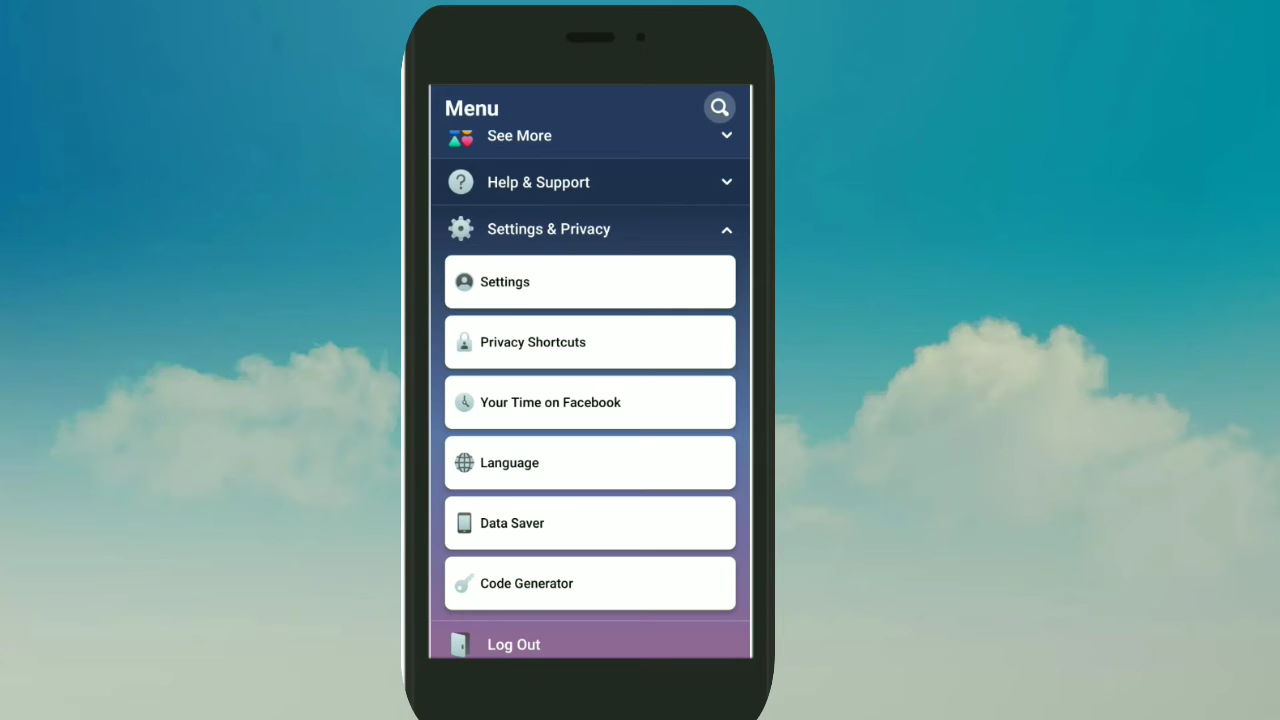 Menu
See More
Help & Support
Settings & Privacy
Settings
Privacy Shortcuts
Your Time on Facebook
Language
Data Saver
Code Generator
Log Out